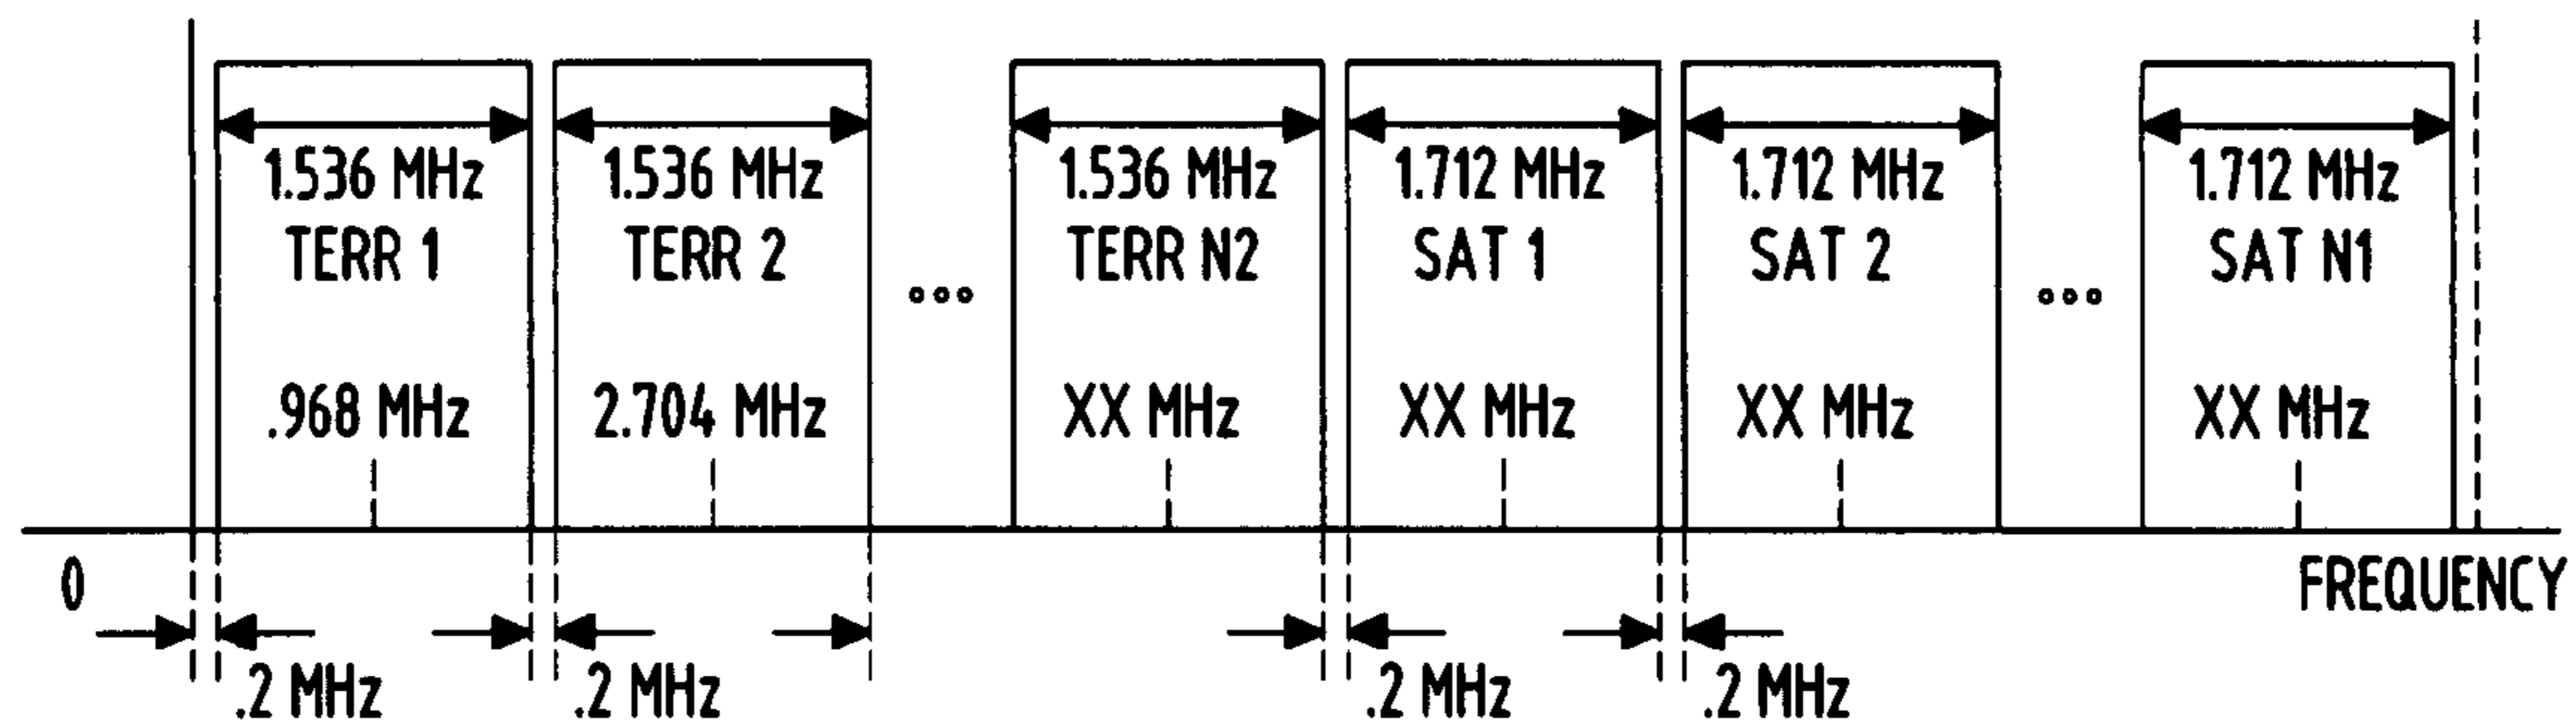 1.536 MHz
TERR 1
.968 MHz
1.536 MHz
TERR 2
2.704 MHz
ooo
1.536 MHz
TERR N2
XX MHz
1.712 MHz
SAT 1
XX MHz
1.712 MHz
SAT 2
XX MHz
ooo
1.712 MHz
SAT N1
XX MHz
0
FREQUENCY
.2 MHz
.2 MHz
.2 MHz
.2 MHz